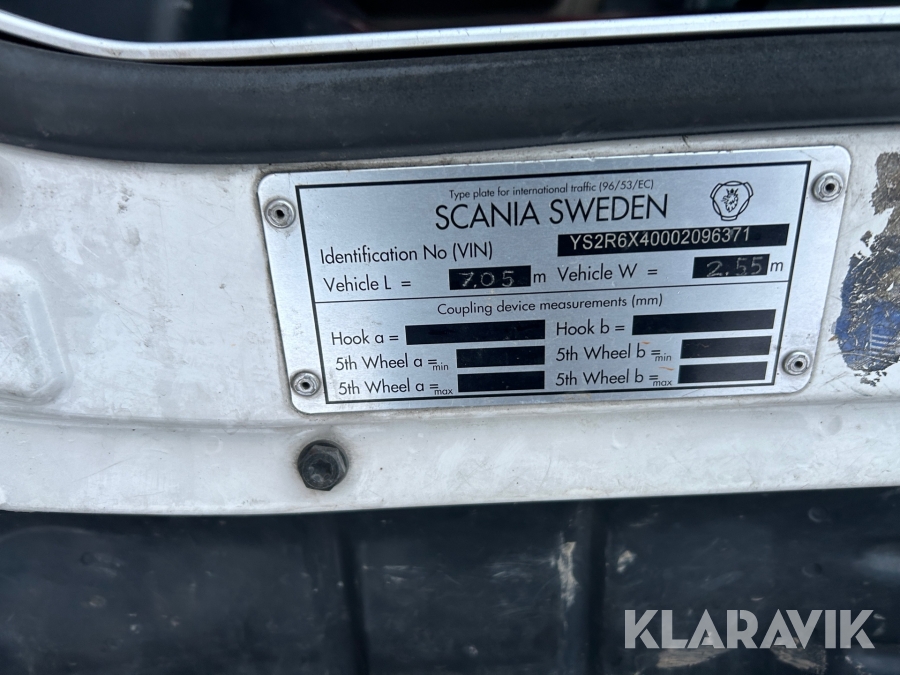 Type plate for international traffic (96/53/EC)
SCANIA SWEDEN
Identification No (VIN) YS2R6X40002096371
Vehicle L = 7.05 m Vehicle W = 2.55 m
Coupling device measurements (mm)
Hook a = Hook b =
5th Wheel a =min 5th Wheel b =min
5th Wheel a =max 5th Wheel b =max
KLARAVIK